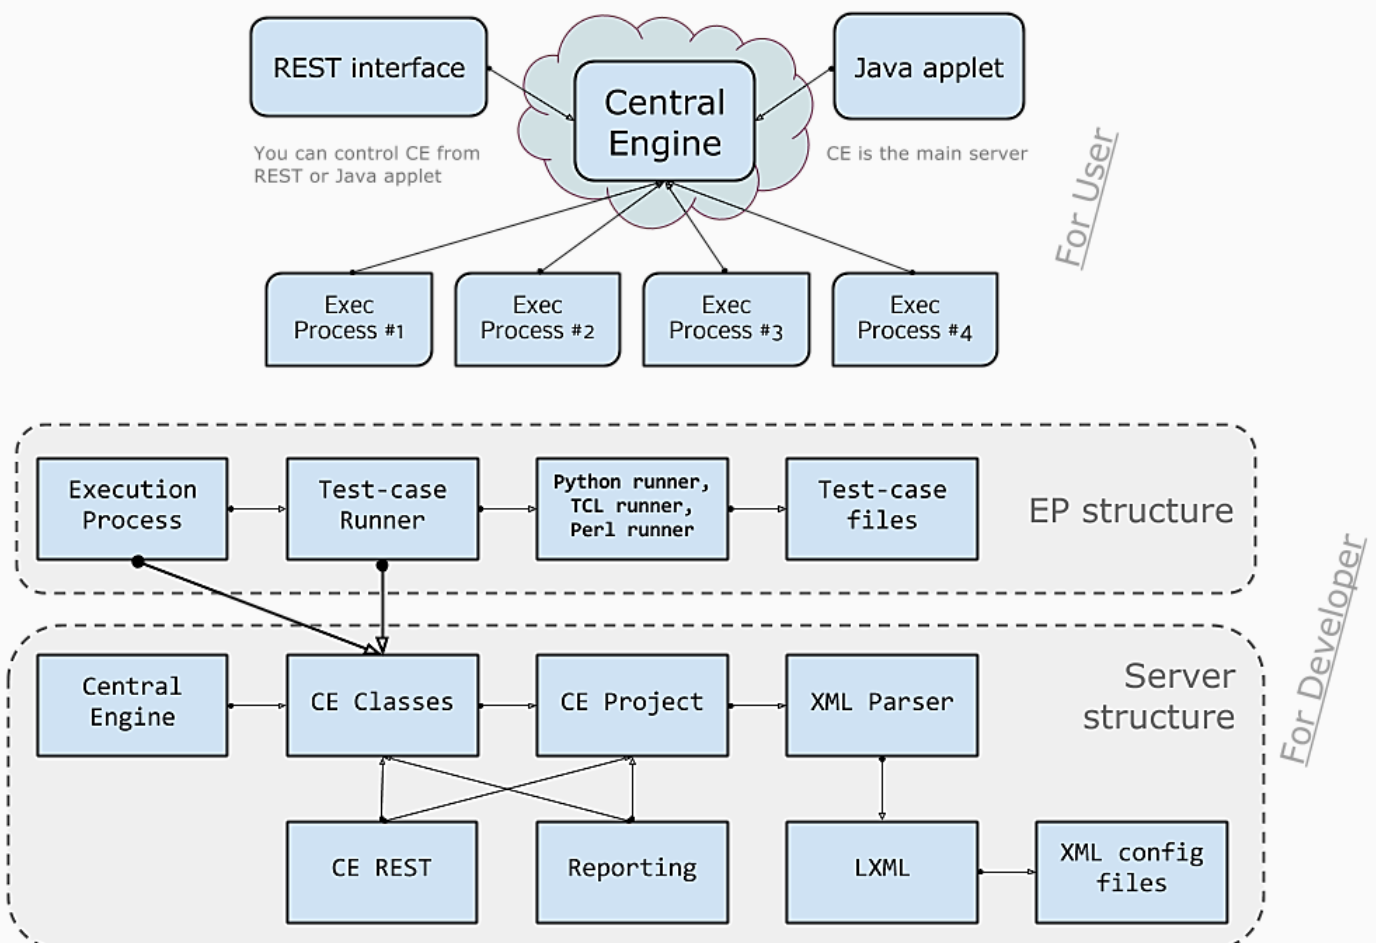 REST interface
Central
Engine
Java applet
You can control CE from
REST or Java applet
CE is the main server
For User
Exec
Process #1
Exec
Process #2
Exec
Process #3
Exec
Process #4
Execution
Process
Test-case
Runner
Python runner,
TCL runner,
Perl runner
Test-case
files
EP structure
For Developer
Central
Engine
CE Classes
CE Project
XML Parser
Server
structure
CE REST
Reporting
LXML
XML config
files